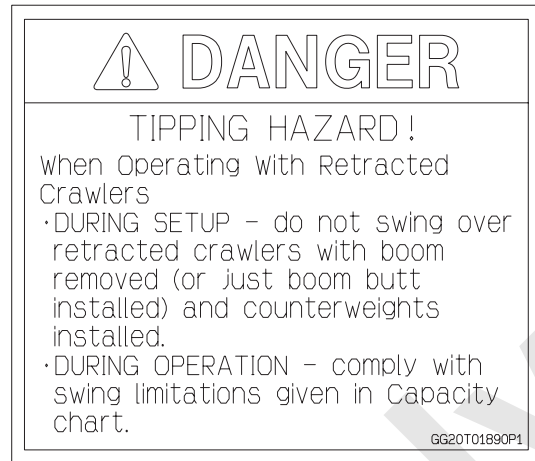 DANGER
TIPPING HAZARD!
When Operating With Retracted
Crawlers
·DURING SETUP – do not swing over
retracted crawlers with boom
removed (or just boom butt
installed) and counterweights
installed.
·DURING OPERATION – comply with
swing limitations given in Capacity
chart.
GG20T01890P1